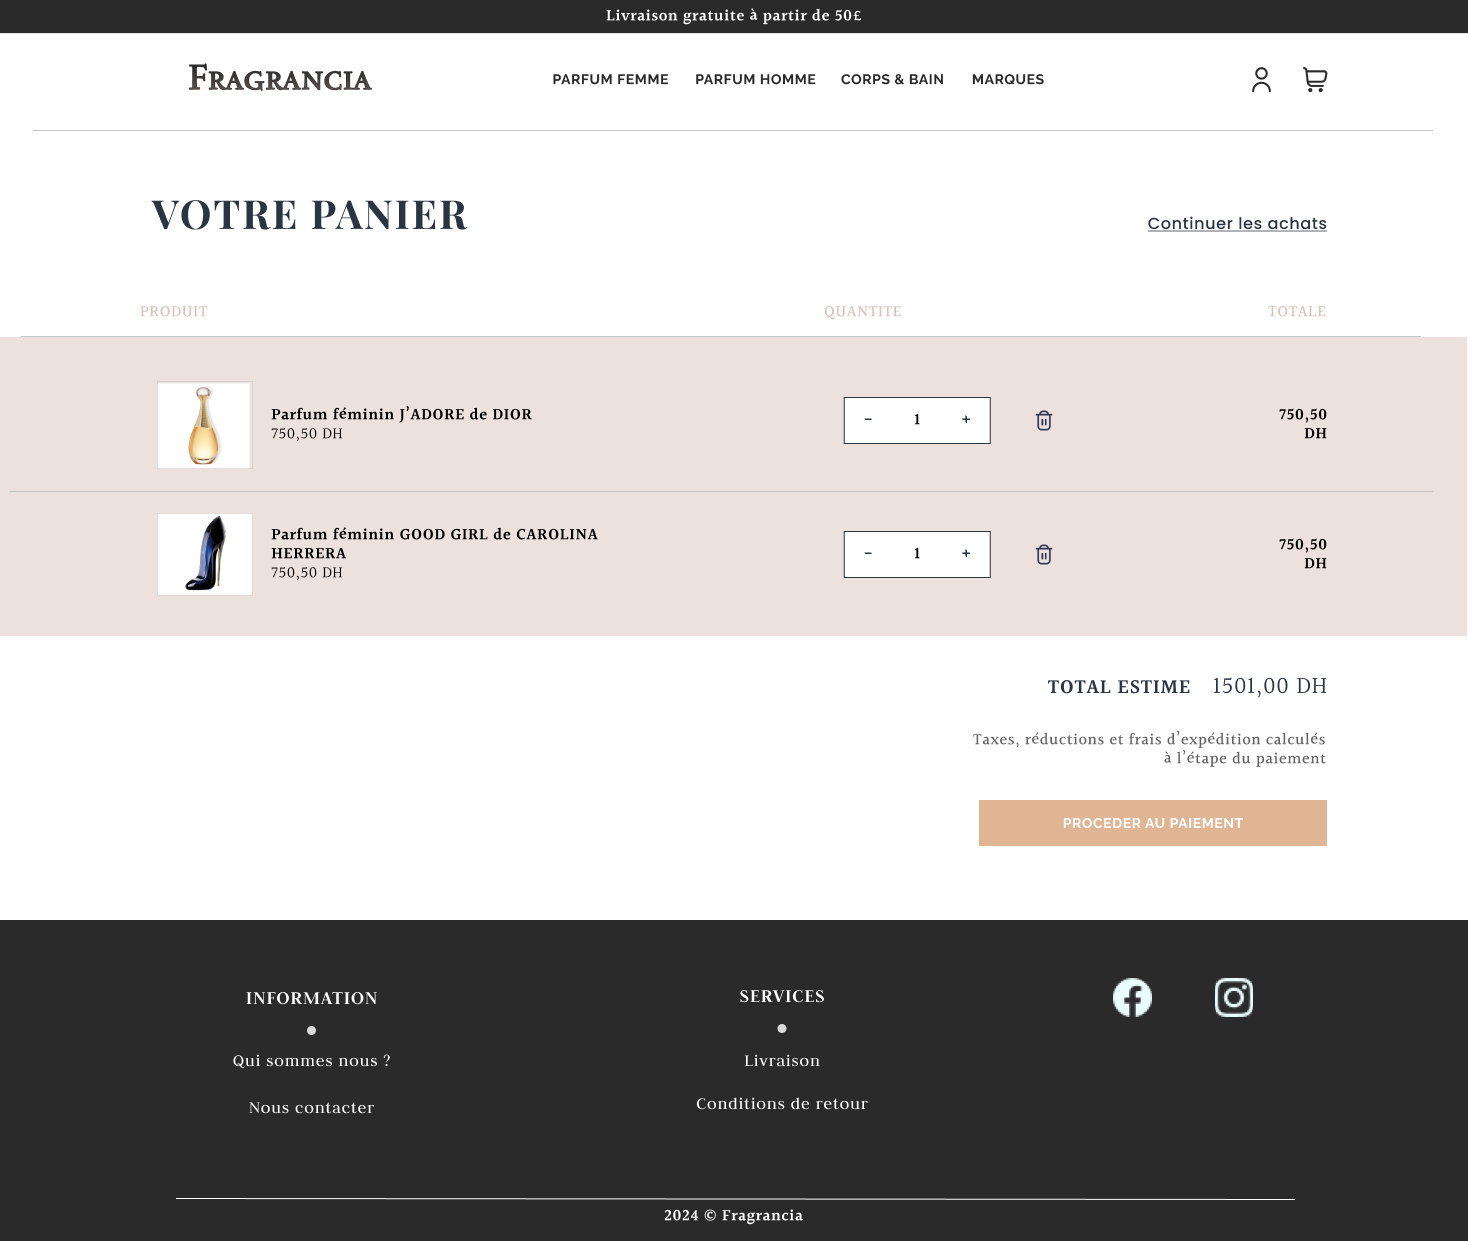 Livraison gratuite à partir de 50£
FRAGRANCIA
PARFUM FEMME PARFUM HOMME CORPS & BAIN MARQUES
VOTRE PANIER
Continuer les achats
PRODUIT QUANTITE TOTALE
Parfum féminin J’ADORE de DIOR
750,50 DH
- 1 +
750,50
DH
Parfum féminin GOOD GIRL de CAROLINA
HERRERA
750,50 DH
- 1 +
750,50
DH
TOTAL ESTIME 1501,00 DH
Taxes, réductions et frais d’expédition calculés
à l’étape du paiement
PROCEDER AU PAIEMENT
INFORMATION
Qui sommes nous ?
Nous contacter
SERVICES
Livraison
Conditions de retour
2024 © Fragrancia